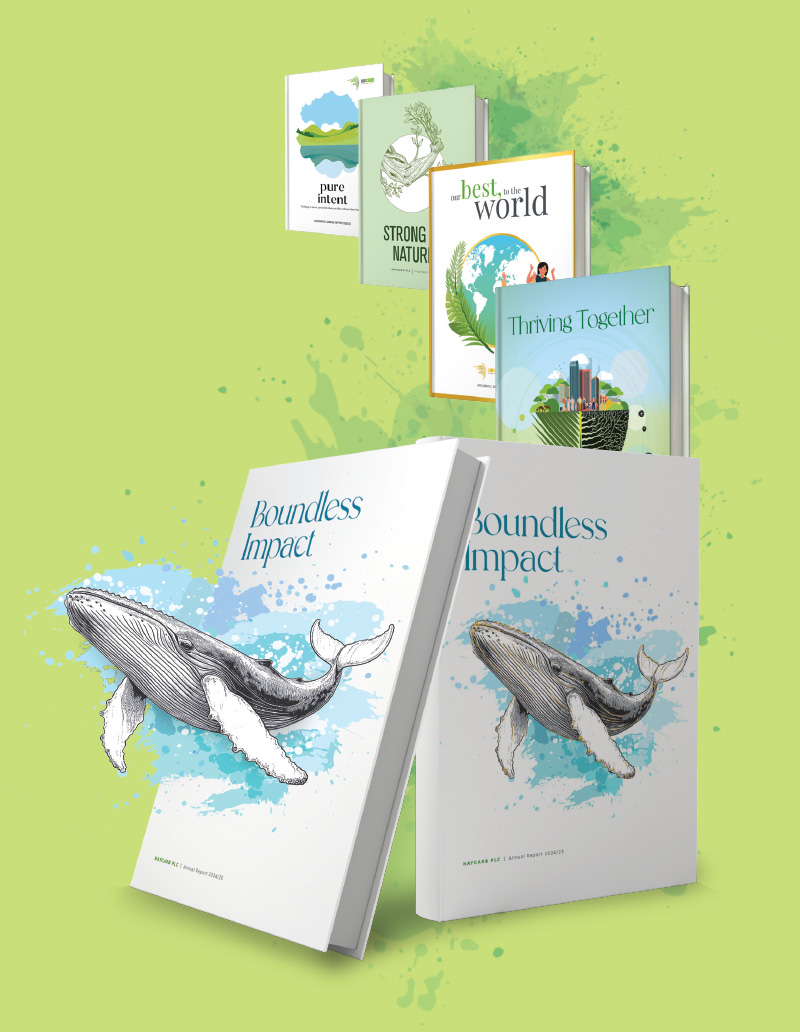 pure
intent
STRONG
our best, to the
world
Thriving Together
Boundless
Impact
HAYCARB PLC | Annual Report 2024/25
Boundless
Impact
HAYCARB PLC | Annual Report 2024/25